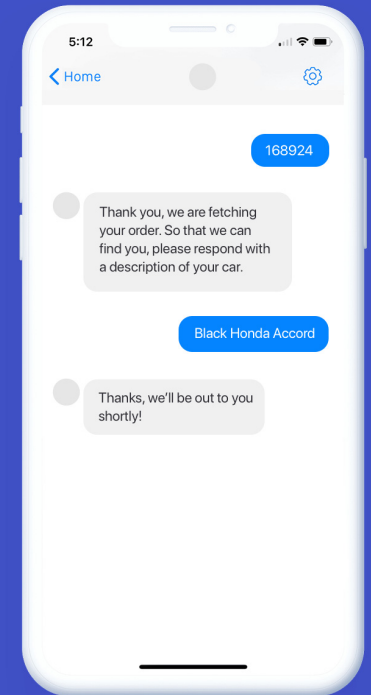 5:12
Home
168924
Thank you, we are fetching
your order. So that we can
find you, please respond with
a description of your car.
Black Honda Accord
Thanks, we’ll be out to you
shortly!